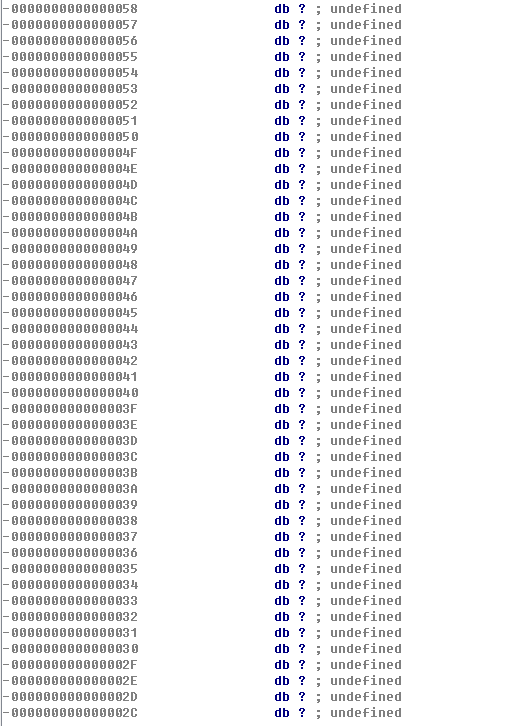 -0000000000000058 db ? ; undefined
-0000000000000057 db ? ; undefined
-0000000000000056 db ? ; undefined
-0000000000000055 db ? ; undefined
-0000000000000054 db ? ; undefined
-0000000000000053 db ? ; undefined
-0000000000000052 db ? ; undefined
-0000000000000051 db ? ; undefined
-0000000000000050 db ? ; undefined
-000000000000004F db ? ; undefined
-000000000000004E db ? ; undefined
-000000000000004D db ? ; undefined
-000000000000004C db ? ; undefined
-000000000000004B db ? ; undefined
-000000000000004A db ? ; undefined
-0000000000000049 db ? ; undefined
-0000000000000048 db ? ; undefined
-0000000000000047 db ? ; undefined
-0000000000000046 db ? ; undefined
-0000000000000045 db ? ; undefined
-0000000000000044 db ? ; undefined
-0000000000000043 db ? ; undefined
-0000000000000042 db ? ; undefined
-0000000000000041 db ? ; undefined
-0000000000000040 db ? ; undefined
-000000000000003F db ? ; undefined
-000000000000003E db ? ; undefined
-000000000000003D db ? ; undefined
-000000000000003C db ? ; undefined
-000000000000003B db ? ; undefined
-000000000000003A db ? ; undefined
-0000000000000039 db ? ; undefined
-0000000000000038 db ? ; undefined
-0000000000000037 db ? ; undefined
-0000000000000036 db ? ; undefined
-0000000000000035 db ? ; undefined
-0000000000000034 db ? ; undefined
-0000000000000033 db ? ; undefined
-0000000000000032 db ? ; undefined
-0000000000000031 db ? ; undefined
-0000000000000030 db ? ; undefined
-000000000000002F db ? ; undefined
-000000000000002E db ? ; undefined
-000000000000002D db ? ; undefined
-000000000000002C db ? ; undefined